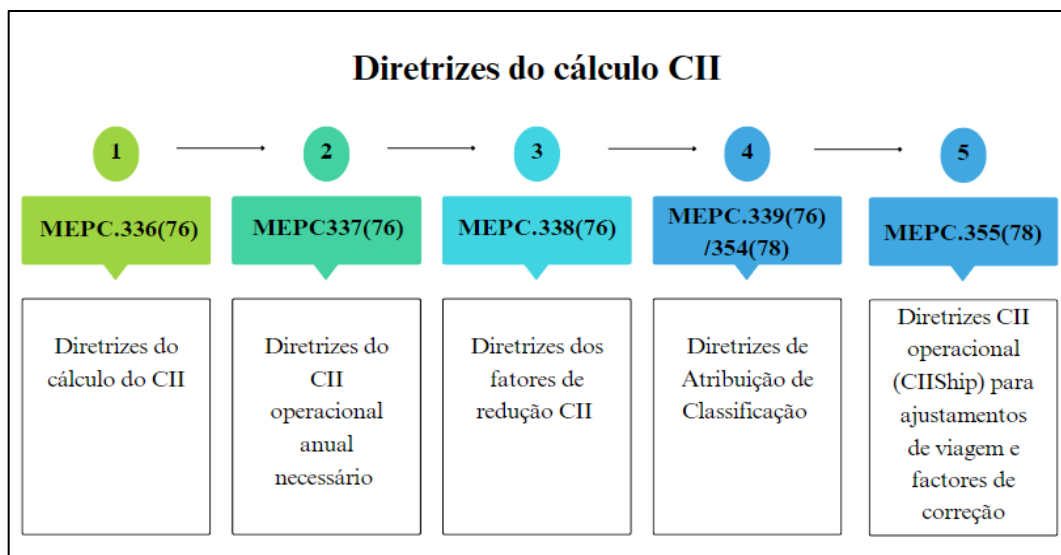 Diretrizes do cálculo CII
1
2
3
4
5
MEPC.336(76)
MEPC337(76)
MEPC.338(76)
MEPC.339(76)
/354(78)
MEPC.355(78)
Diretrizes do
cálculo do CII
Diretrizes do
CII
operacional
anual
necessário
Diretrizes dos
fatores de
redução CII
Diretrizes de
Atribuição de
Classificação
Diretrizes CII
operacional
(CIIShip) para
ajustamentos
de viagem e
factores de
correção